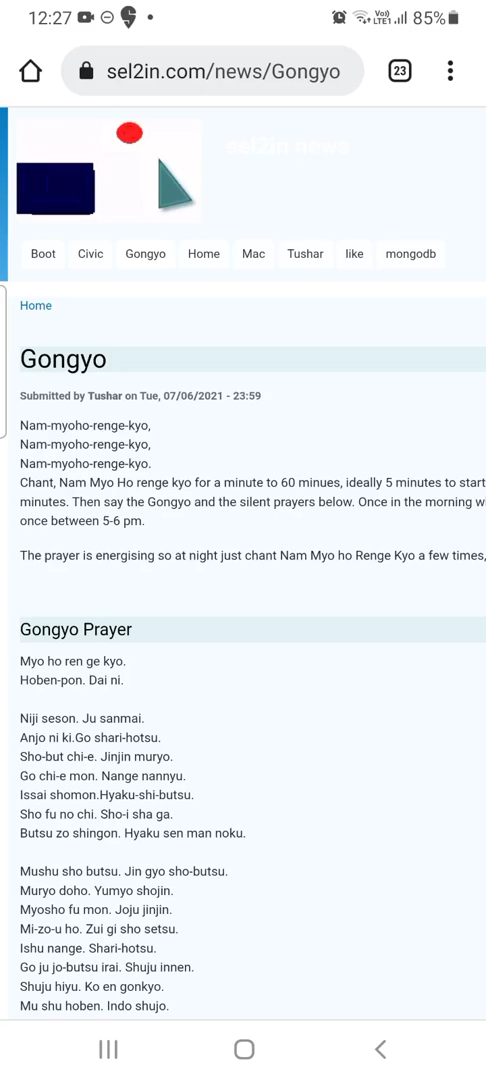 12:27
Vo))
LTE1
85%
sel2in.com/news/Gongyo
23
sel2in news
Boot Civic Gongyo Home Mac Tushar like mongodb
Home
Gongyo
Submitted by Tushar on Tue, 07/06/2021 - 23:59
Nam-myoho-renge-kyo,
Nam-myoho-renge-kyo,
Nam-myoho-renge-kyo.
Chant, Nam Myo Ho renge kyo for a minute to 60 minues, ideally 5 minutes to start
minutes. Then say the Gongyo and the silent prayers below. Once in the morning w
once between 5-6 pm.
The prayer is energising so at night just chant Nam Myo ho Renge Kyo a few times,
Gongyo Prayer
Myo ho ren ge kyo.
Hoben-pon. Dai ni.
Niji seson. Ju sanmai.
Anjo ni ki.Go shari-hotsu.
Sho-but chi-e. Jinjin muryo.
Go chi-e mon. Nange nannyu.
Issai shomon.Hyaku-shi-butsu.
Sho fu no chi. Sho-i sha ga.
Butsu zo shingon. Hyaku sen man noku.
Mushu sho butsu. Jin gyo sho-butsu.
Muryo doho. Yumyo shojin.
Myosho fu mon. Joju jinjin.
Mi-zo-u ho. Zui gi sho setsu.
Ishu nange. Shari-hotsu.
Go ju jo-butsu irai. Shuju innen.
Shuju hiyu. Ko en gonkyo.
Mu shu hoben. Indo shujo.